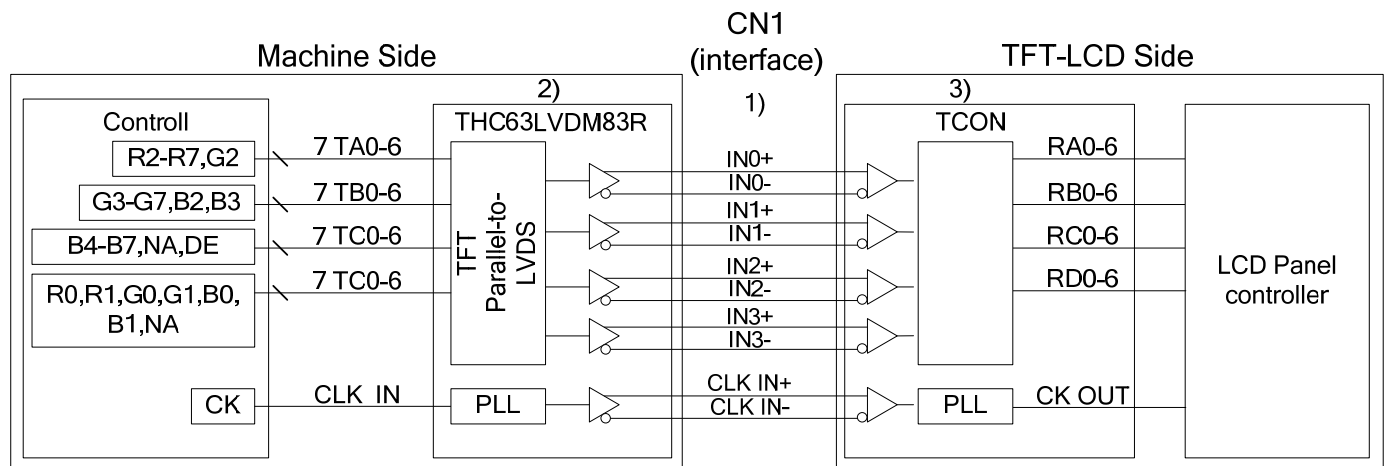 CN1
(interface)
Machine Side
TFT-LCD Side
1)
2)
3)
Controll
THC63LVDM83R
TCON
R2-R7,G2
7 TA0-6
G3-G7,B2,B3
7 TB0-6
B4-B7,NA,DE
7 TC0-6
R0,R1,G0,G1,B0,
B1,NA
7 TC0-6
CK
CLK IN
TFT
Parallel-to-
LVDS
PLL
IN0+
IN0-
IN1+
IN1-
IN2+
IN2-
IN3+
IN3-
CLK IN+
CLK IN-
PLL
RA0-6
RB0-6
RC0-6
RD0-6
CK OUT
LCD Panel
controller